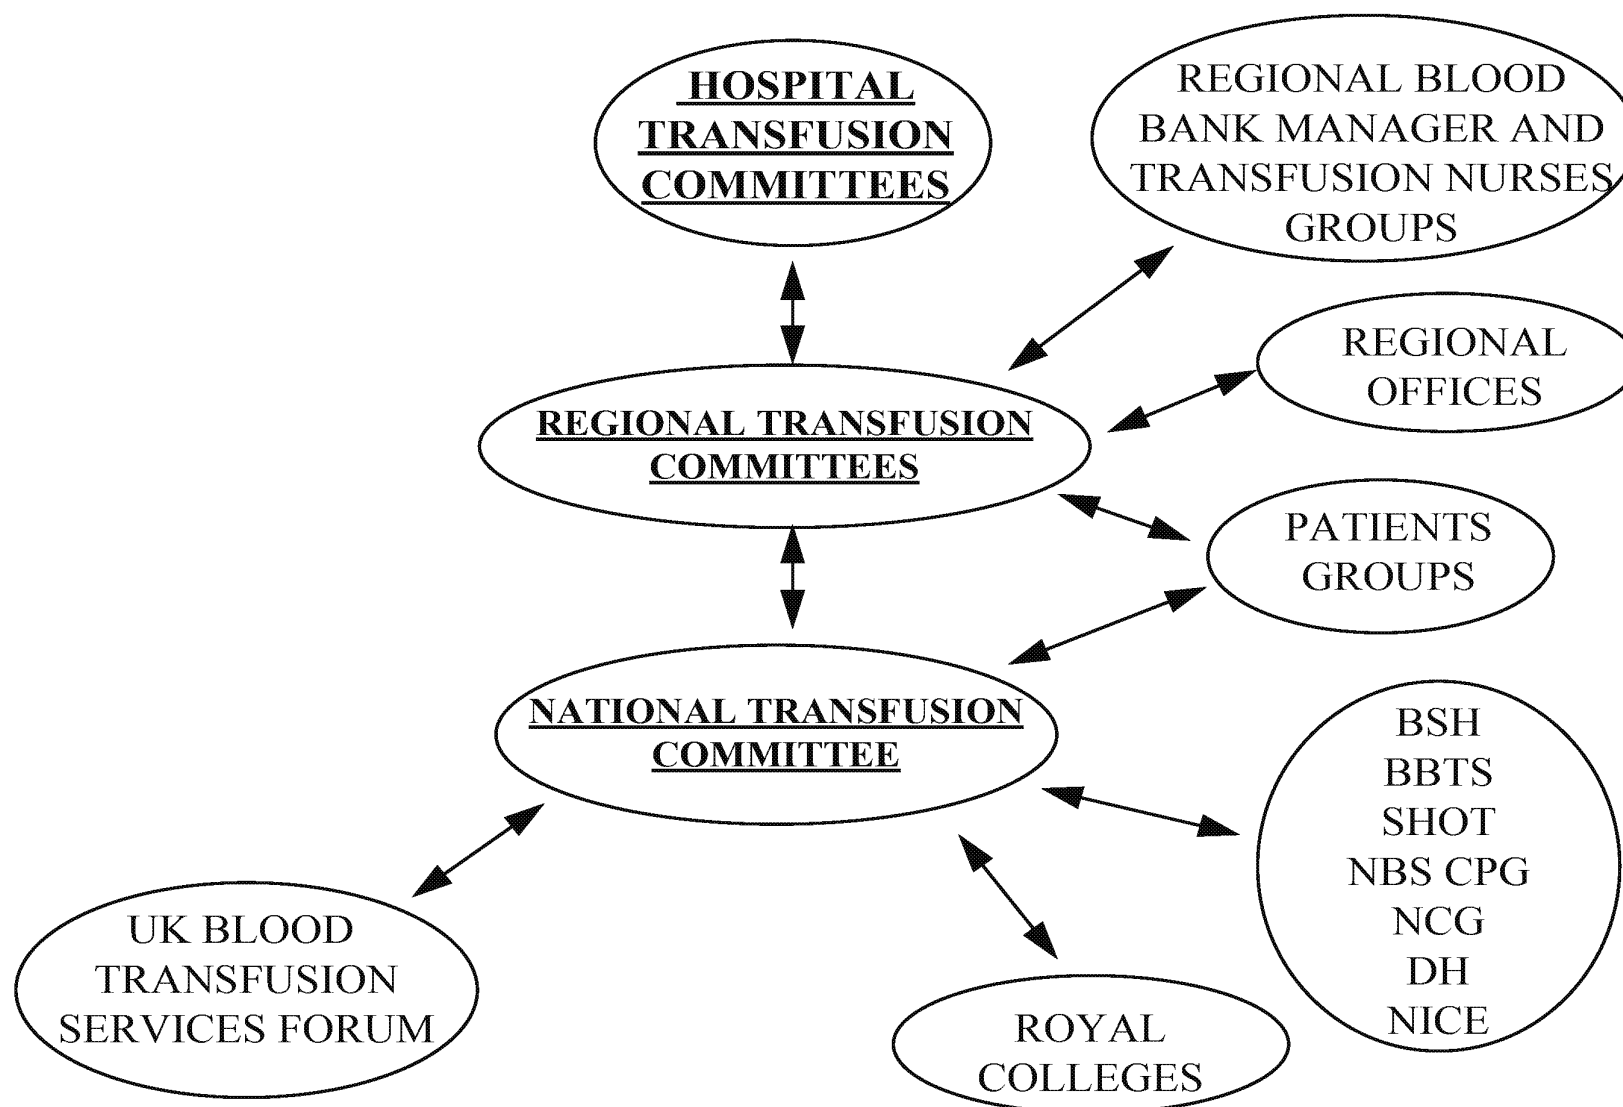 HOSPITAL
TRANSFUSION
COMMITTEES
REGIONAL BLOOD
BANK MANAGER AND
TRANSFUSION NURSES
GROUPS
REGIONAL
OFFICES
REGIONAL TRANSFUSION
COMMITTEES
PATIENTS
GROUPS
NATIONAL TRANSFUSION
COMMITTEE
BSH
BBTS
SHOT
NBS CPG
NCG
DH
NICE
UK BLOOD
TRANSFUSION
SERVICES FORUM
ROYAL
COLLEGES